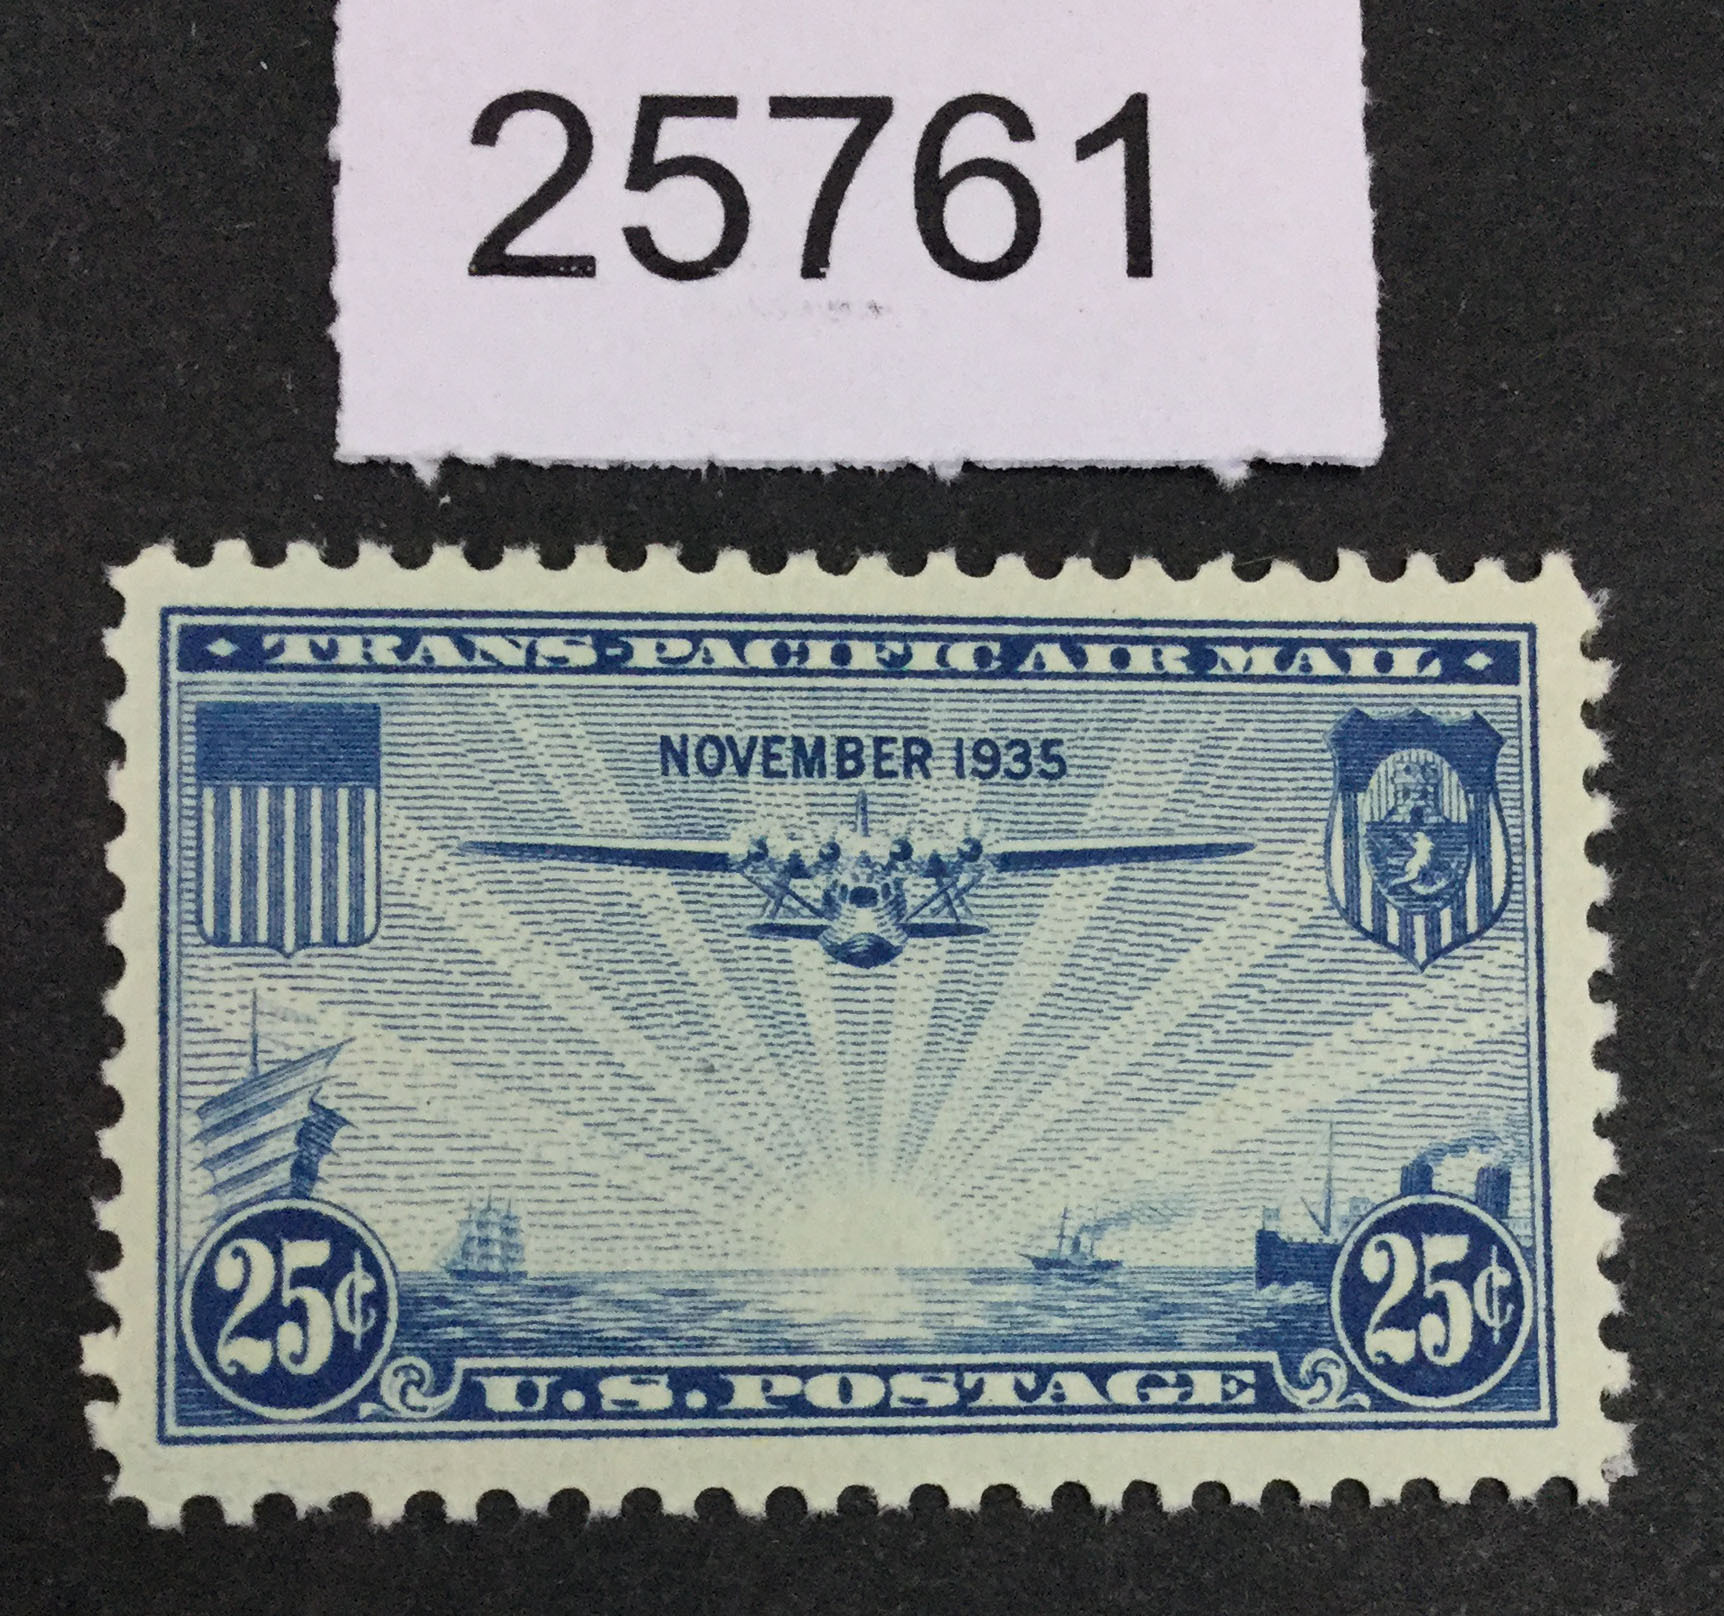 25761
TRANS-PACIFIC AIR MAIL
NOVEMBER 1935
25¢ 25¢
U.S. POSTAGE